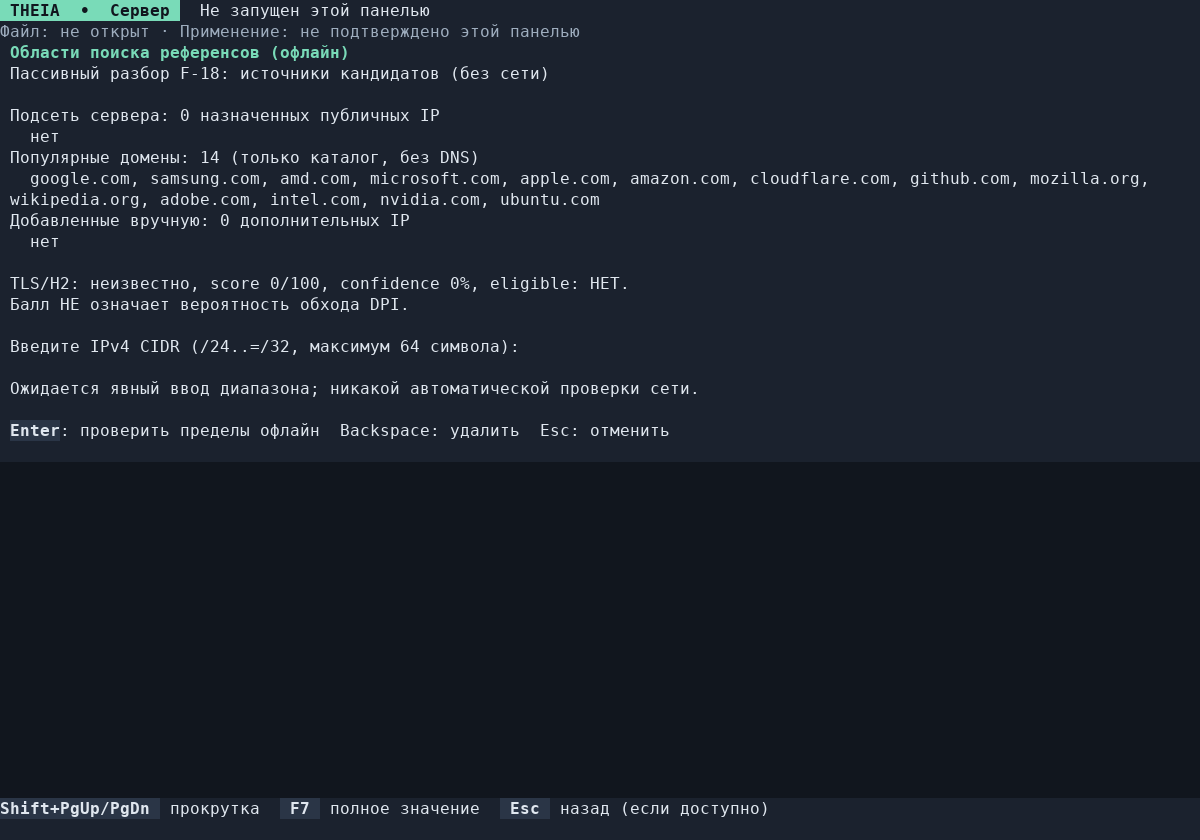 THEIA • Сервер Не запущен этой панелью
Файл: не открыт · Применение: не подтверждено этой панелью
Области поиска референсов (офлайн)
Пассивный разбор F-18: источники кандидатов (без сети)
Подсеть сервера: 0 назначенных публичных IP
нет
Популярные домены: 14 (только каталог, без DNS)
google.com, samsung.com, amd.com, microsoft.com, apple.com, amazon.com, cloudflare.com, github.com, mozilla.org,
wikipedia.org, adobe.com, intel.com, nvidia.com, ubuntu.com
Добавленные вручную: 0 дополнительных IP
нет
TLS/H2: неизвестно, score 0/100, confidence 0%, eligible: НЕТ.
Балл НЕ означает вероятность обхода DPI.
Введите IPv4 CIDR (/24..=/32, максимум 64 символа):
Ожидается явный ввод диапазона; никакой автоматической проверки сети.
Enter: проверить пределы офлайн Backspace: удалить Esc: отменить
Shift+PgUp/PgDn прокрутка F7 полное значение Esc назад (если доступно)